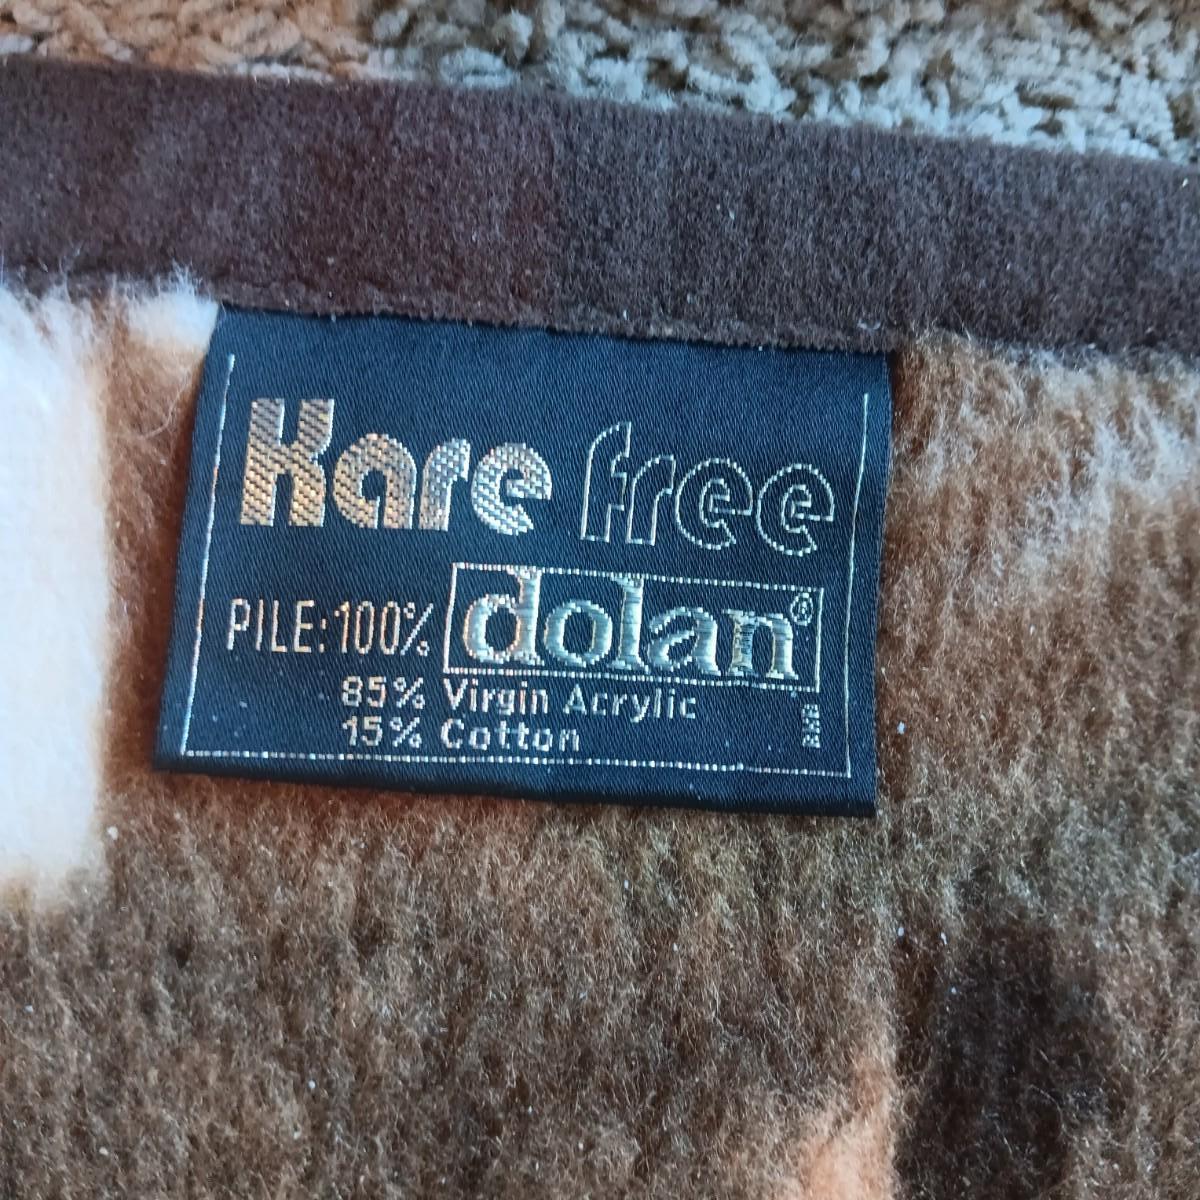 Kare free
PILE:100% dolan®
85% Virgin Acrylic
15% Cotton